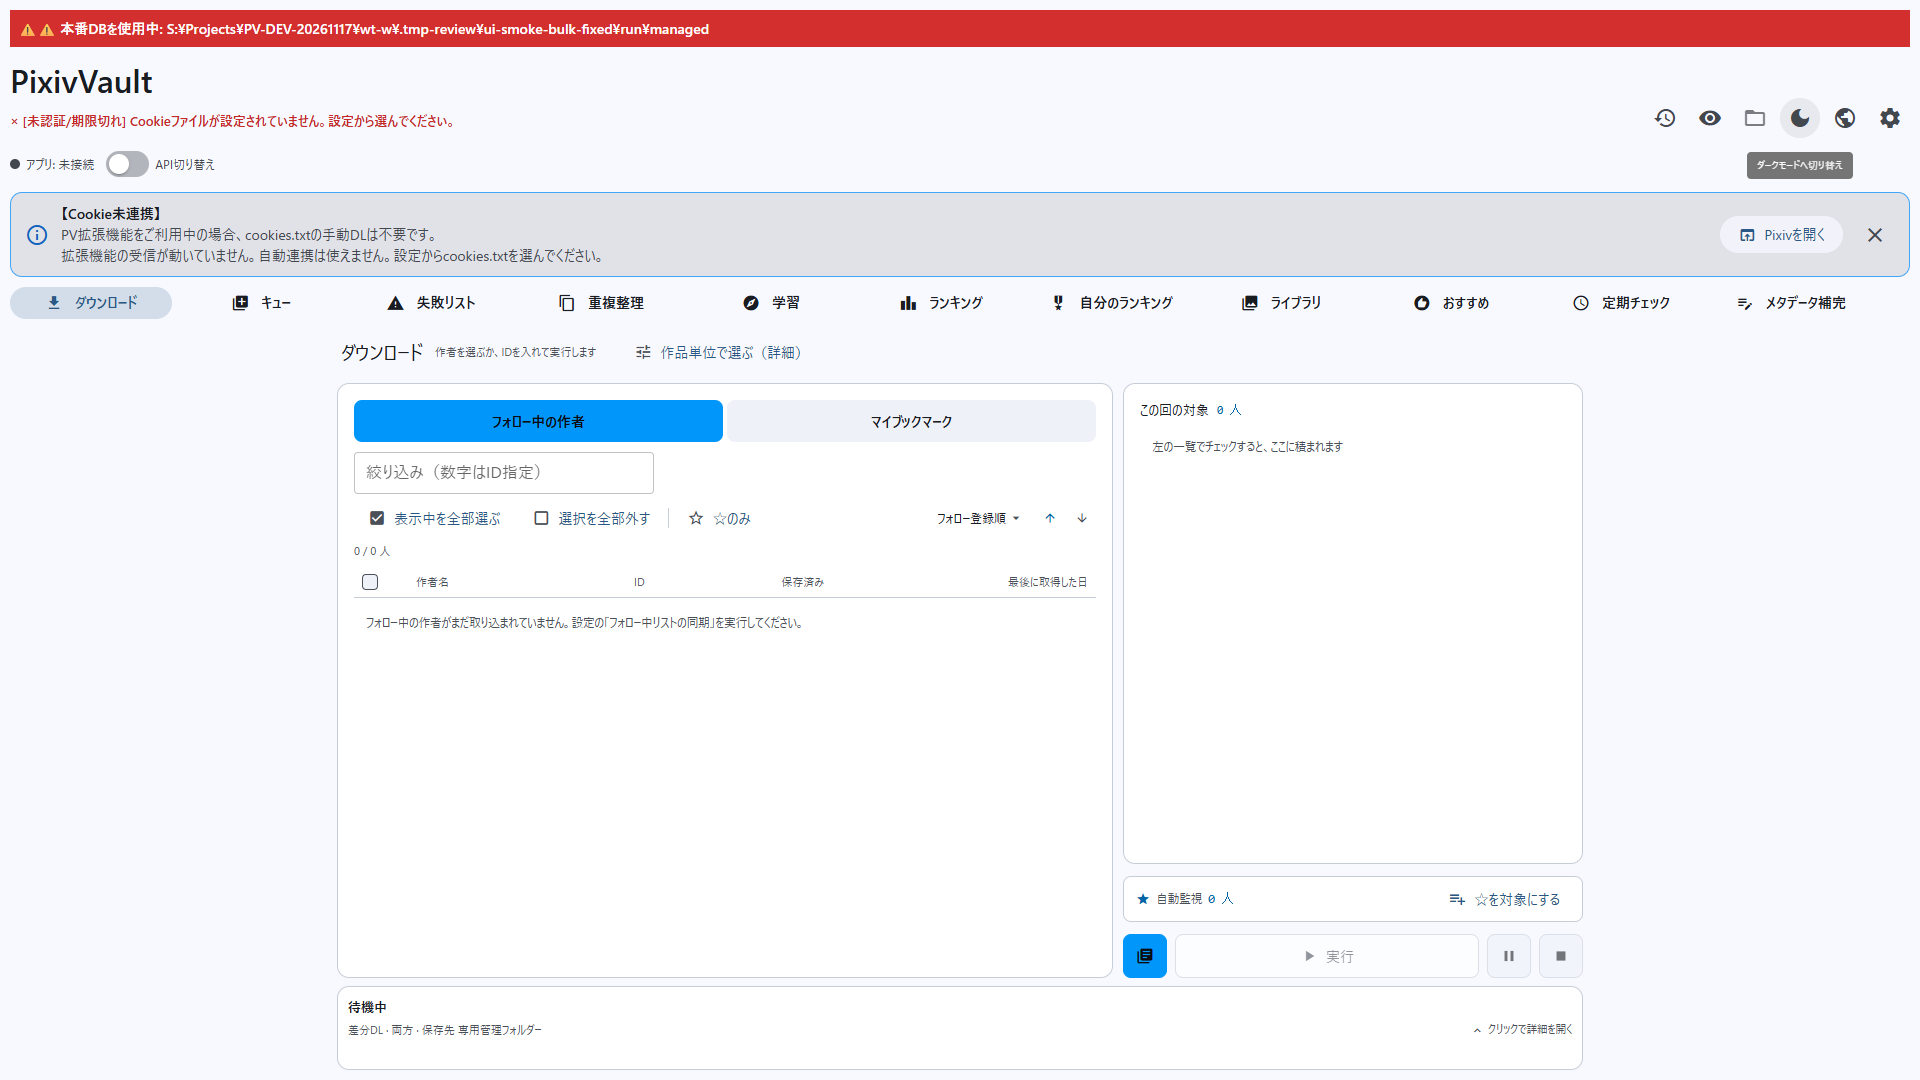 本番DBを使用中: S:¥Projects¥PV-DEV-20261117¥wt-w¥.tmp-review¥ui-smoke-bulk-fixed¥run¥managed
PixivVault
× [未認証/期限切れ] Cookieファイルが設定されていません。設定から選んでください。
● アプリ: 未接続
API切り替え
ダークモードへ切り替え
【Cookie未連携】
PV拡張機能をご利用中の場合、cookies.txtの手動DLは不要です。
拡張機能の受信が動いていません。自動連携は使えません。設定からcookies.txtを選んでください。
Pixivを開く
ダウンロード
キュー
失敗リスト
重複整理
学習
ランキング
自分のランキング
ライブラリ
おすすめ
定期チェック
メタデータ補完
ダウンロード
作者を選ぶか、IDを入れて実行します
作品単位で選ぶ（詳細）
フォロー中の作者
マイブックマーク
絞り込み（数字はID指定）
表示中を全部選ぶ
選択を全部外す
☆のみ
フォロー登録順
0 / 0 人
作者名
ID
保存済み
最後に取得した日
フォロー中の作者がまだ取り込まれていません。設定の「フォロー中リストの同期」を実行してください。
この回の対象 0 人
左の一覧でチェックすると、ここに積まれます
★ 自動監視 0 人
☆を対象にする
実行
待機中
差分DL · 両方 · 保存先 専用管理フォルダー
クリックで詳細を開く